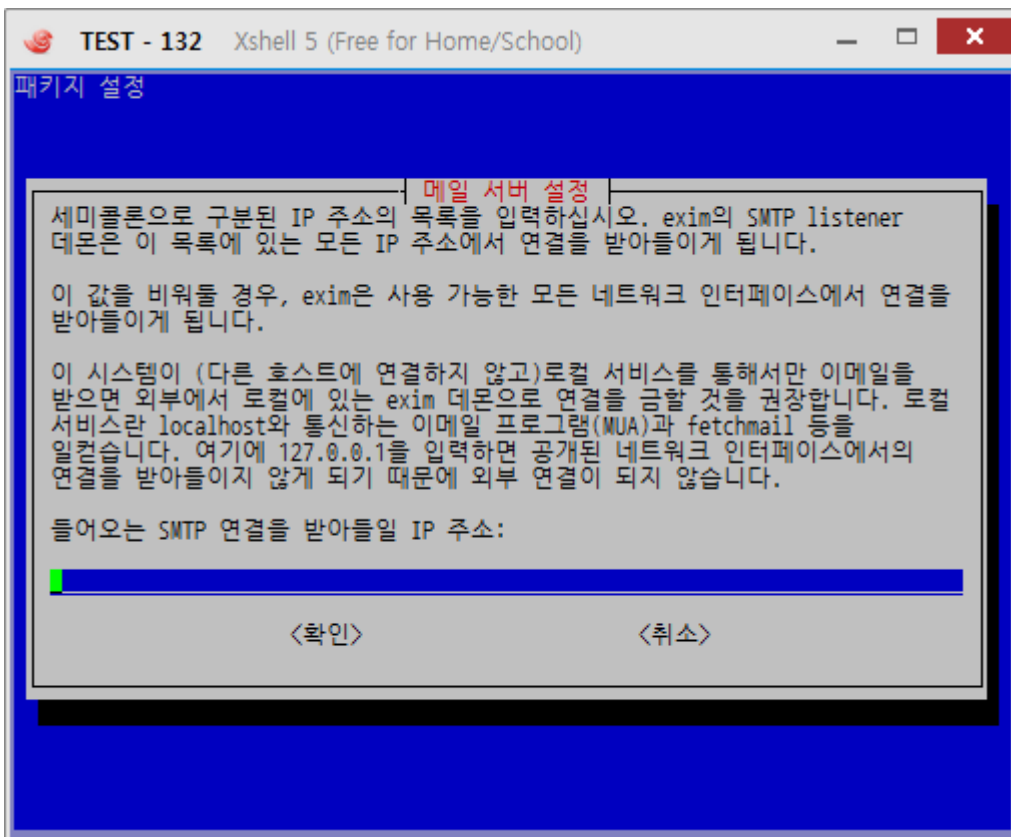 TEST - 132 Xshell 5 (Free for Home/School)
패키지 설정
메일 서버 설정
세미콜론으로 구분된 IP 주소의 목록을 입력하십시오. exim의 SMTP listener
데몬은 이 목록에 있는 모든 IP 주소에서 연결을 받아들이게 됩니다.
이 값을 비워둘 경우, exim은 사용 가능한 모든 네트워크 인터페이스에서 연결을
받아들이게 됩니다.
이 시스템이 (다른 호스트에 연결하지 않고)로컬 서비스를 통해서만 이메일을
받으면 외부에서 로컬에 있는 exim 데몬으로 연결을 금할 것을 권장합니다. 로컬
서비스란 localhost와 통신하는 이메일 프로그램(MUA)과 fetchmail 등을
일컫습니다. 여기에 127.0.0.1을 입력하면 공개된 네트워크 인터페이스에서의
연결을 받아들이지 않게 되기 때문에 외부 연결이 되지 않습니다.
들어오는 SMTP 연결을 받아들일 IP 주소:
<확인> <취소>